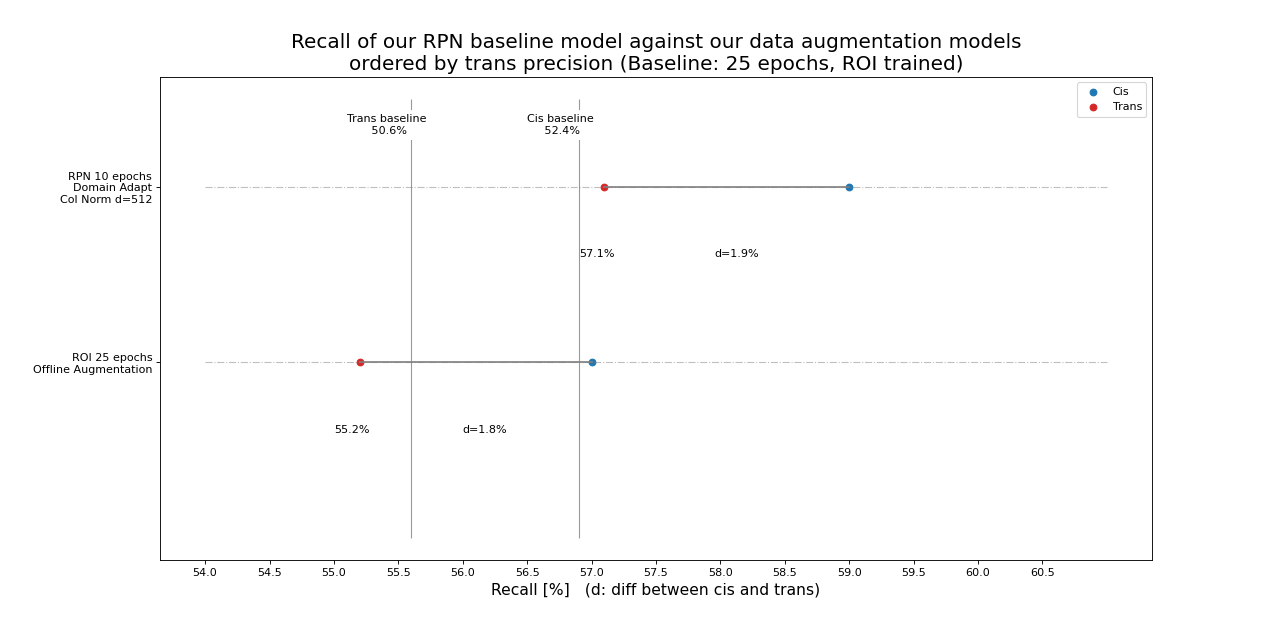 Recall of our RPN baseline model against our data augmentation models
ordered by trans precision (Baseline: 25 epochs, ROI trained)
Cis
Trans
Trans baseline
50.6%
Cis baseline
52.4%
RPN 10 epochs
Domain Adapt
Col Norm d=512
57.1%
d=1.9%
ROI 25 epochs
Offline Augmentation
55.2%
d=1.8%
54.0 54.5 55.0 55.5 56.0 56.5 57.0 57.5 58.0 58.5 59.0 59.5 60.0 60.5
Recall [%]   (d: diff between cis and trans)